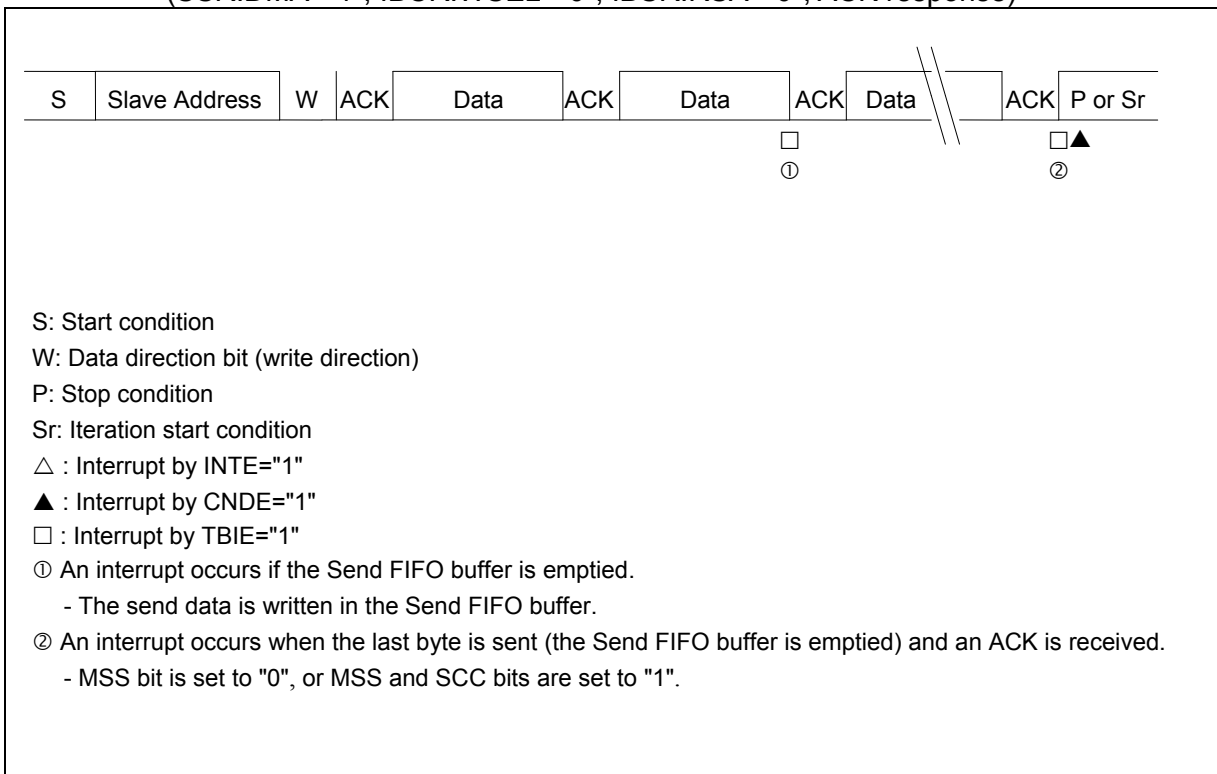 S Slave Address W ACK Data ACK Data ACK Data ACK P or Sr
□ □▲
① ②
S: Start condition
W: Data direction bit (write direction)
P: Stop condition
Sr: Iteration start condition
△ : Interrupt by INTE="1"
▲ : Interrupt by CNDE="1"
□ : Interrupt by TBIE="1"
① An interrupt occurs if the Send FIFO buffer is emptied.
- The send data is written in the Send FIFO buffer.
② An interrupt occurs when the last byte is sent (the Send FIFO buffer is emptied) and an ACK is received.
- MSS bit is set to "0", or MSS and SCC bits are set to "1".